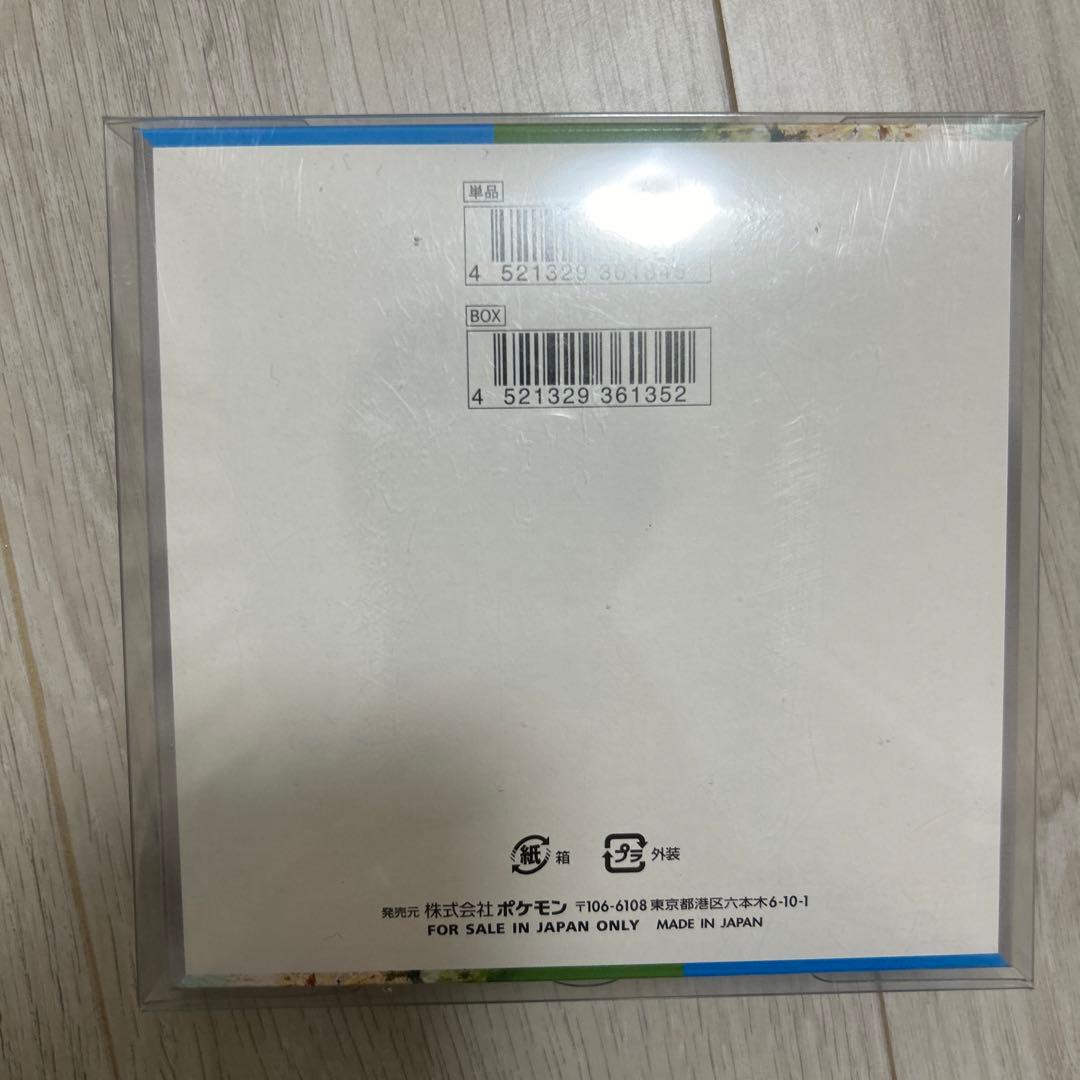 単品
4 521329
BOX
4 521329 361352
紙 箱
プラ 外装
発売元 株式会社 ポケモン 〒106-6108 東京都港区六本木6-10-1
FOR SALE IN JAPAN ONLY MADE IN JAPAN